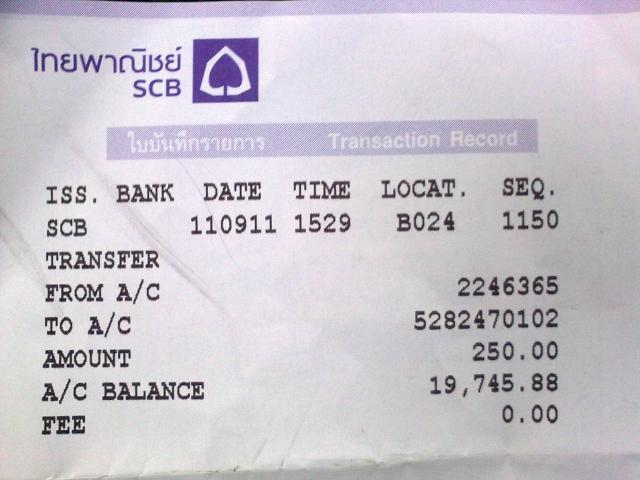 ไทยพาณิชย์
SCB
ใบบันทึกรายการ Transaction Record
ISS. BANK DATE TIME LOCAT. SEQ.
SCB 110911 1529 B024 1150
TRANSFER
FROM A/C 2246365
TO A/C 5282470102
AMOUNT 250.00
A/C BALANCE 19,745.88
FEE 0.00